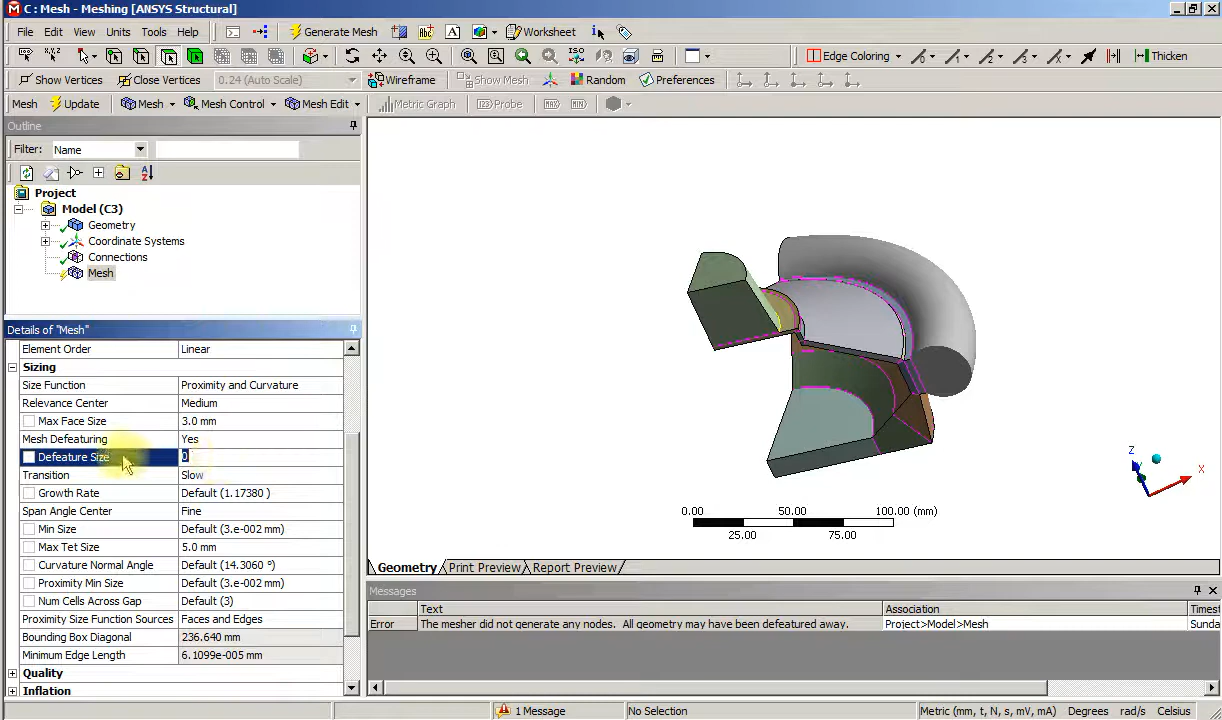 C : Mesh - Meshing [ANSYS Structural]
File Edit View Units Tools Help Generate Mesh Abc A Worksheet i
Edge Coloring Thicken
Show Vertices Close Vertices 0.24 (Auto Scale) Wireframe Show Mesh Random Preferences
Mesh Update Mesh Mesh Control Mesh Edit Metric Graph Probe MAX MIN
Outline
Filter: Name
Project
Model (C3)
Geometry
Coordinate Systems
Connections
Mesh
Details of "Mesh"
Element Order Linear
Sizing
Size Function Proximity and Curvature
Relevance Center Medium
Max Face Size 3.0 mm
Mesh Defeaturing Yes
Defeature Size 0
Transition Slow
Growth Rate Default (1.17380 )
Span Angle Center Fine
Min Size Default (3.e-002 mm)
Max Tet Size 5.0 mm
Curvature Normal Angle Default (14.3060 °)
Proximity Min Size Default (3.e-002 mm)
Num Cells Across Gap Default (3)
Proximity Size Function Sources Faces and Edges
Bounding Box Diagonal 236.640 mm
Minimum Edge Length 6.1099e-005 mm
Quality
Inflation
Z
Y
X
0.00 50.00 100.00 (mm)
25.00 75.00
Geometry Print Preview Report Preview
Messages
Text Association Timest
Error The mesher did not generate any nodes. All geometry may have been defeatured away. Project>Model>Mesh Sunda
1 Message No Selection Metric (mm, t, N, s, mV, mA) Degrees rad/s Celsius